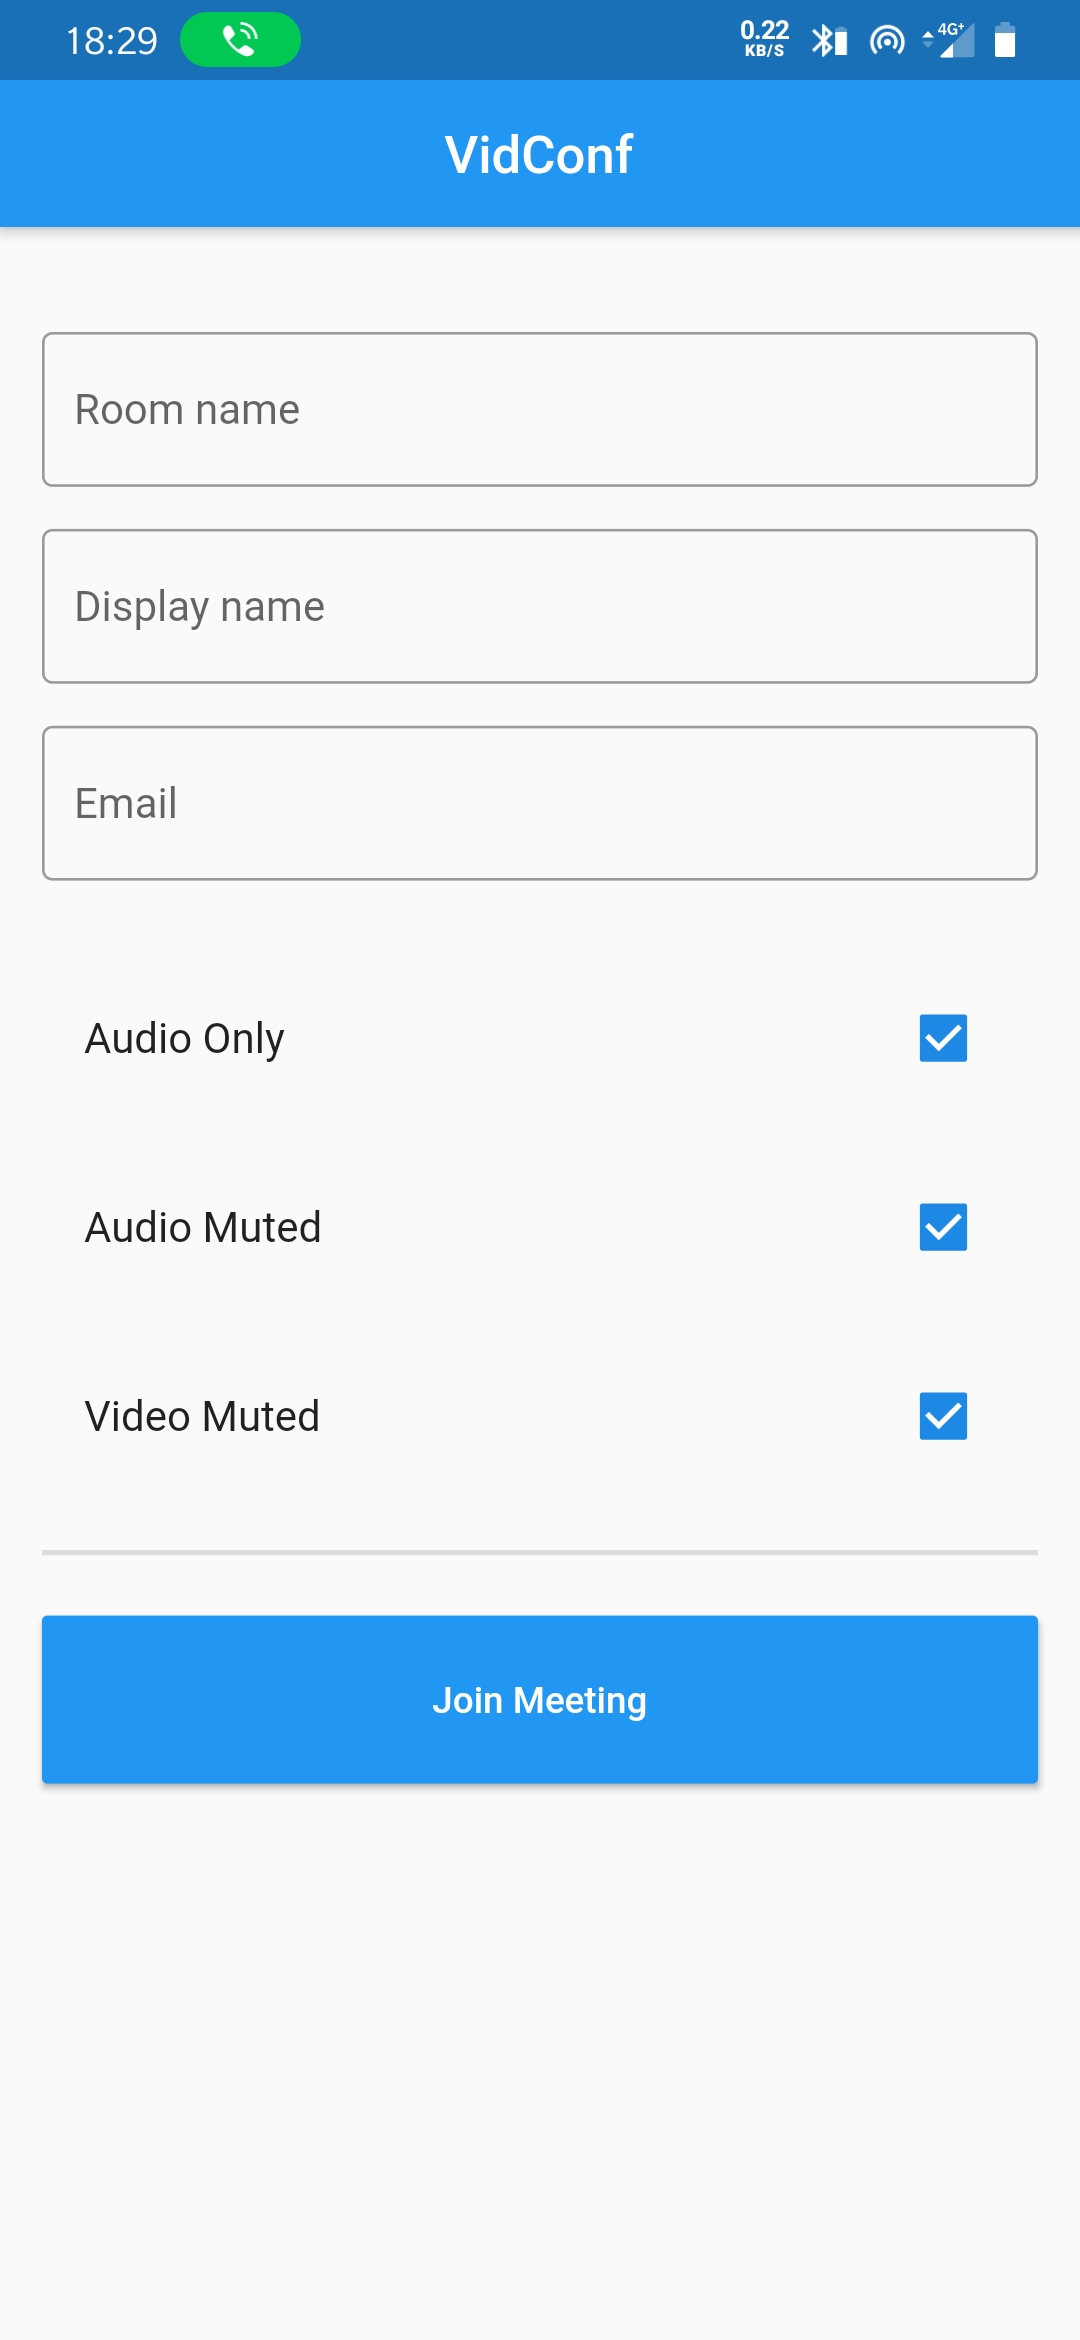 18:29
0.22
KB/S
4G+
VidConf
Room name
Display name
Email
Audio Only
Audio Muted
Video Muted
Join Meeting